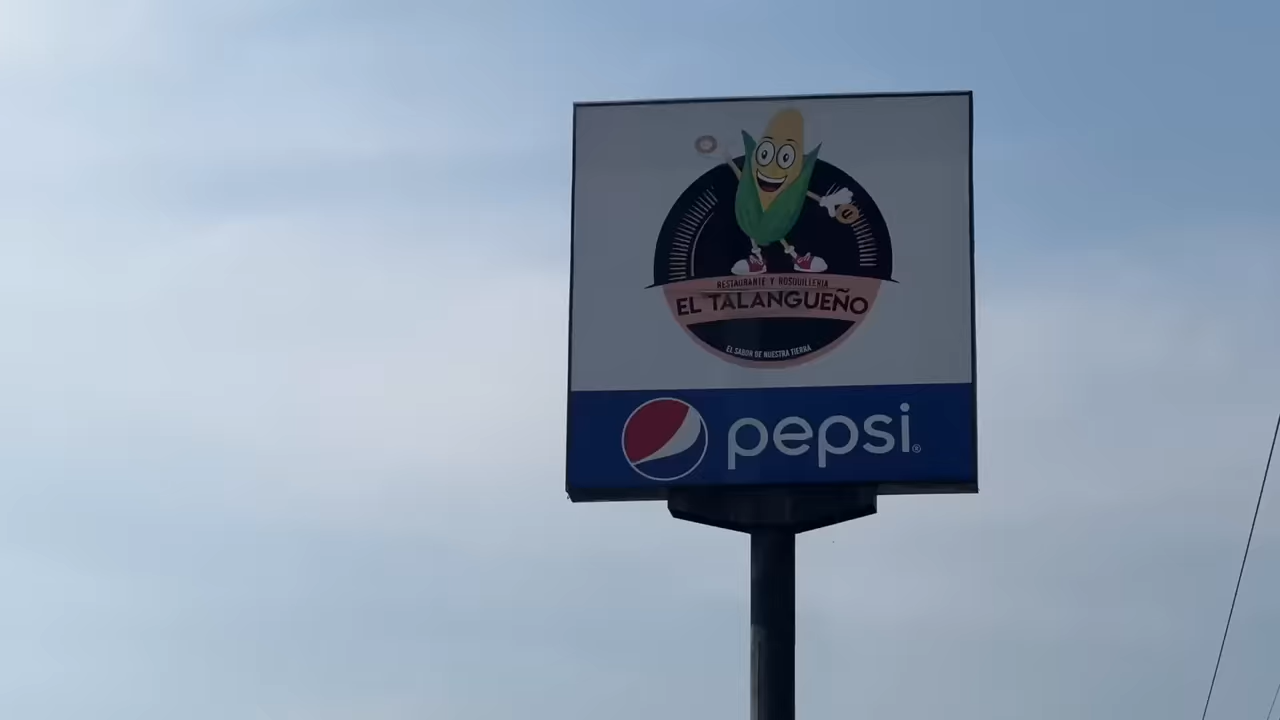 RESTAURANTE Y ROSQUILLERIA
EL TALANGUEÑO
EL SABOR DE NUESTRA TIERRA
pepsi®